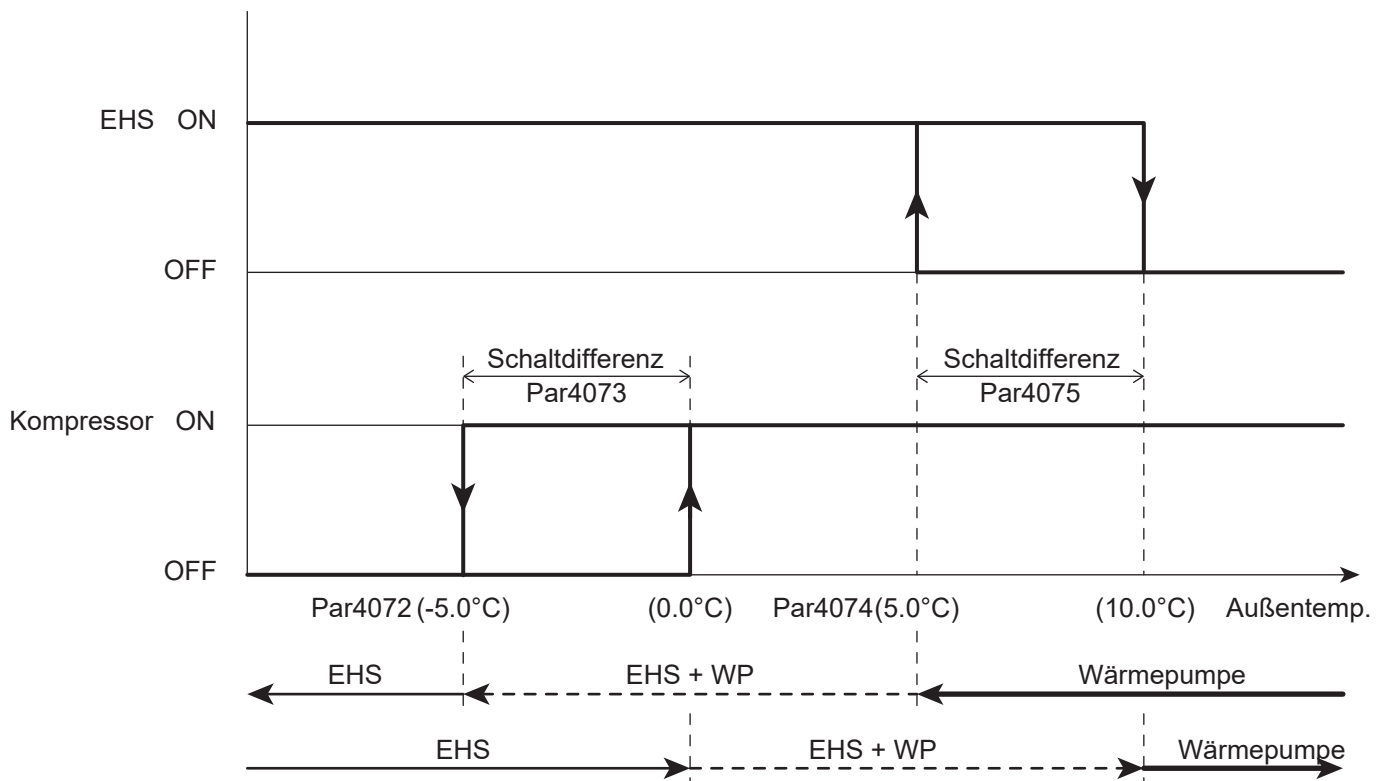 EHS ON
OFF
Schaltdifferenz Schaltdifferenz
Par4073 Par4075
Kompressor ON
OFF
Par4072 (-5.0°C) (0.0°C) Par4074(5.0°C) (10.0°C) Außentemp.
EHS EHS + WP Wärmepumpe
EHS EHS + WP Wärmepumpe